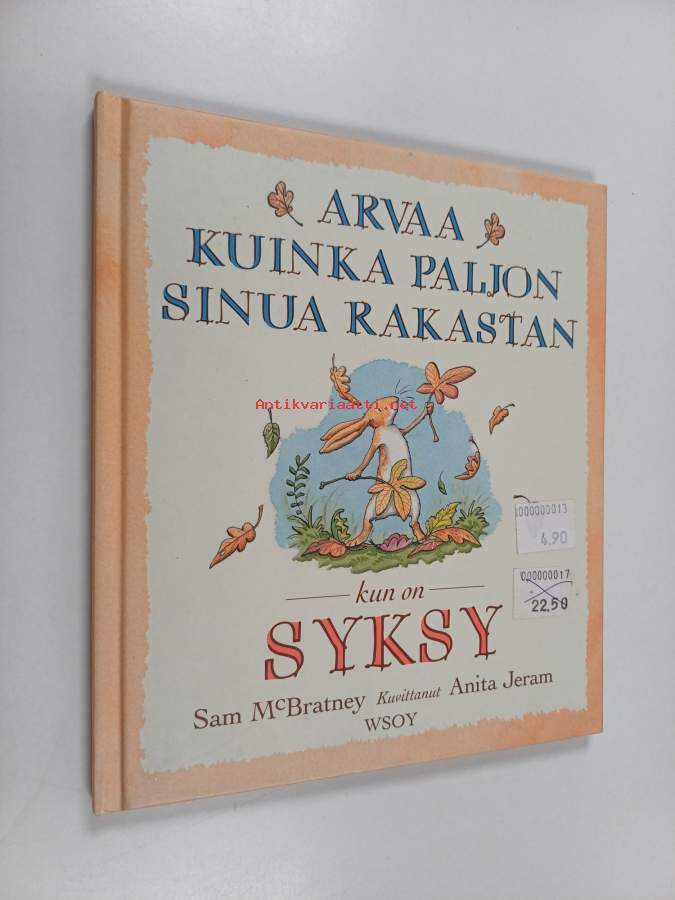 ARVAA
KUINKA PALJON
SINUA RAKASTAN
Antikvariaatti.net
000000013
4.90
000000017
22.50
kun on
SYKSY
Sam McBratney Kuvittanut Anita Jeram
WSOY